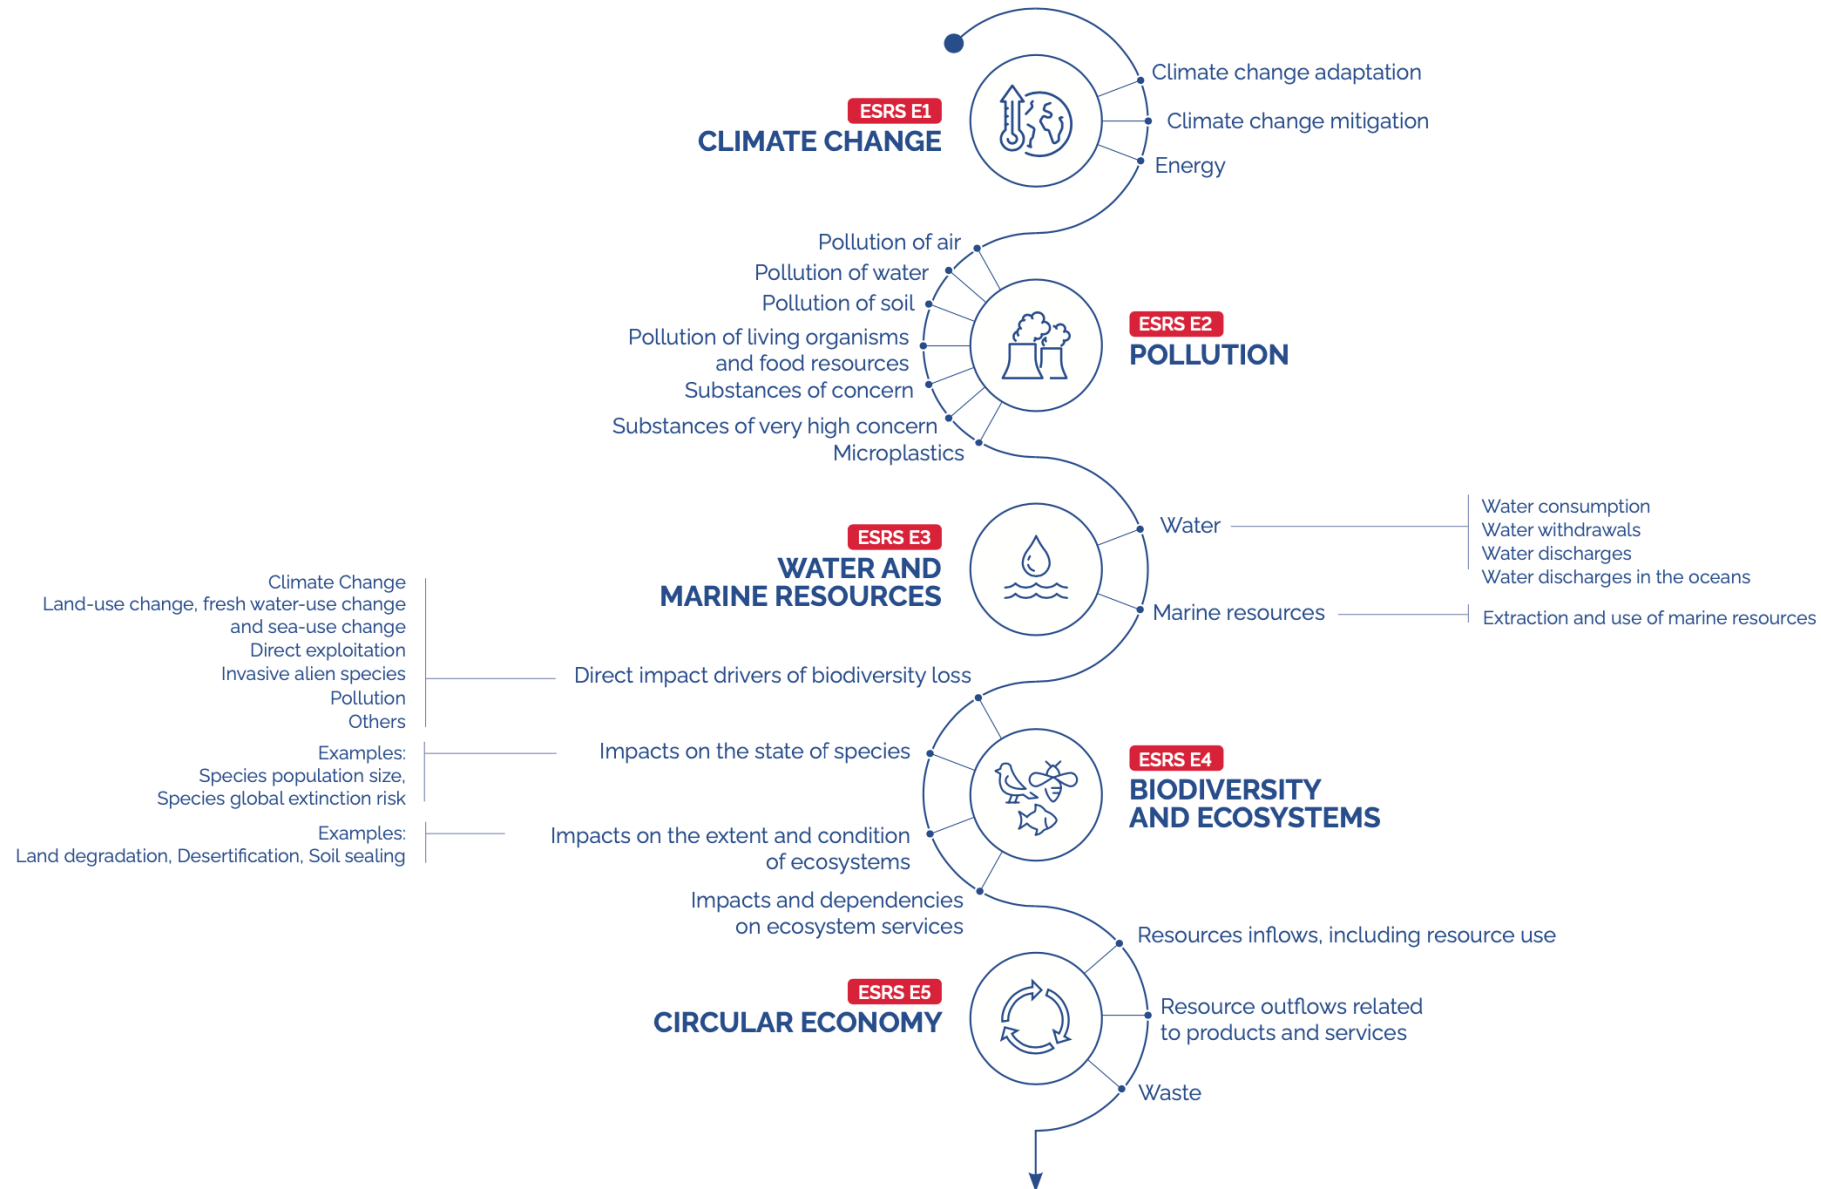 ESRS E1
CLIMATE CHANGE
Climate change adaptation
Climate change mitigation
Energy
Pollution of air
Pollution of water
Pollution of soil
Pollution of living organisms
and food resources
Substances of concern
Substances of very high concern
Microplastics
ESRS E2
POLLUTION
ESRS E3
WATER AND
MARINE RESOURCES
Water
Water consumption
Water withdrawals
Water discharges
Water discharges in the oceans
Marine resources
Extraction and use of marine resources
Climate Change
Land-use change, fresh water-use change
and sea-use change
Direct exploitation
Invasive alien species
Pollution
Others
Direct impact drivers of biodiversity loss
Examples:
Species population size,
Species global extinction risk
Impacts on the state of species
Examples:
Land degradation, Desertification, Soil sealing
Impacts on the extent and condition
of ecosystems
Impacts and dependencies
on ecosystem services
ESRS E4
BIODIVERSITY
AND ECOSYSTEMS
ESRS E5
CIRCULAR ECONOMY
Resources inflows, including resource use
Resource outflows related
to products and services
Waste